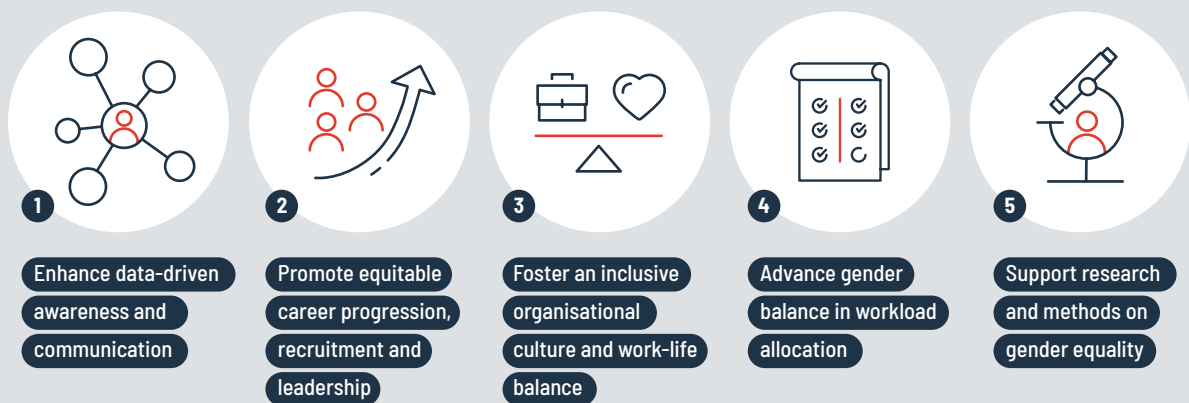 1
Enhance data-driven
awareness and
communication
2
Promote equitable
career progression,
recruitment and
leadership
3
Foster an inclusive
organisational
culture and work-life
balance
4
Advance gender
balance in workload
allocation
5
Support research
and methods on
gender equality